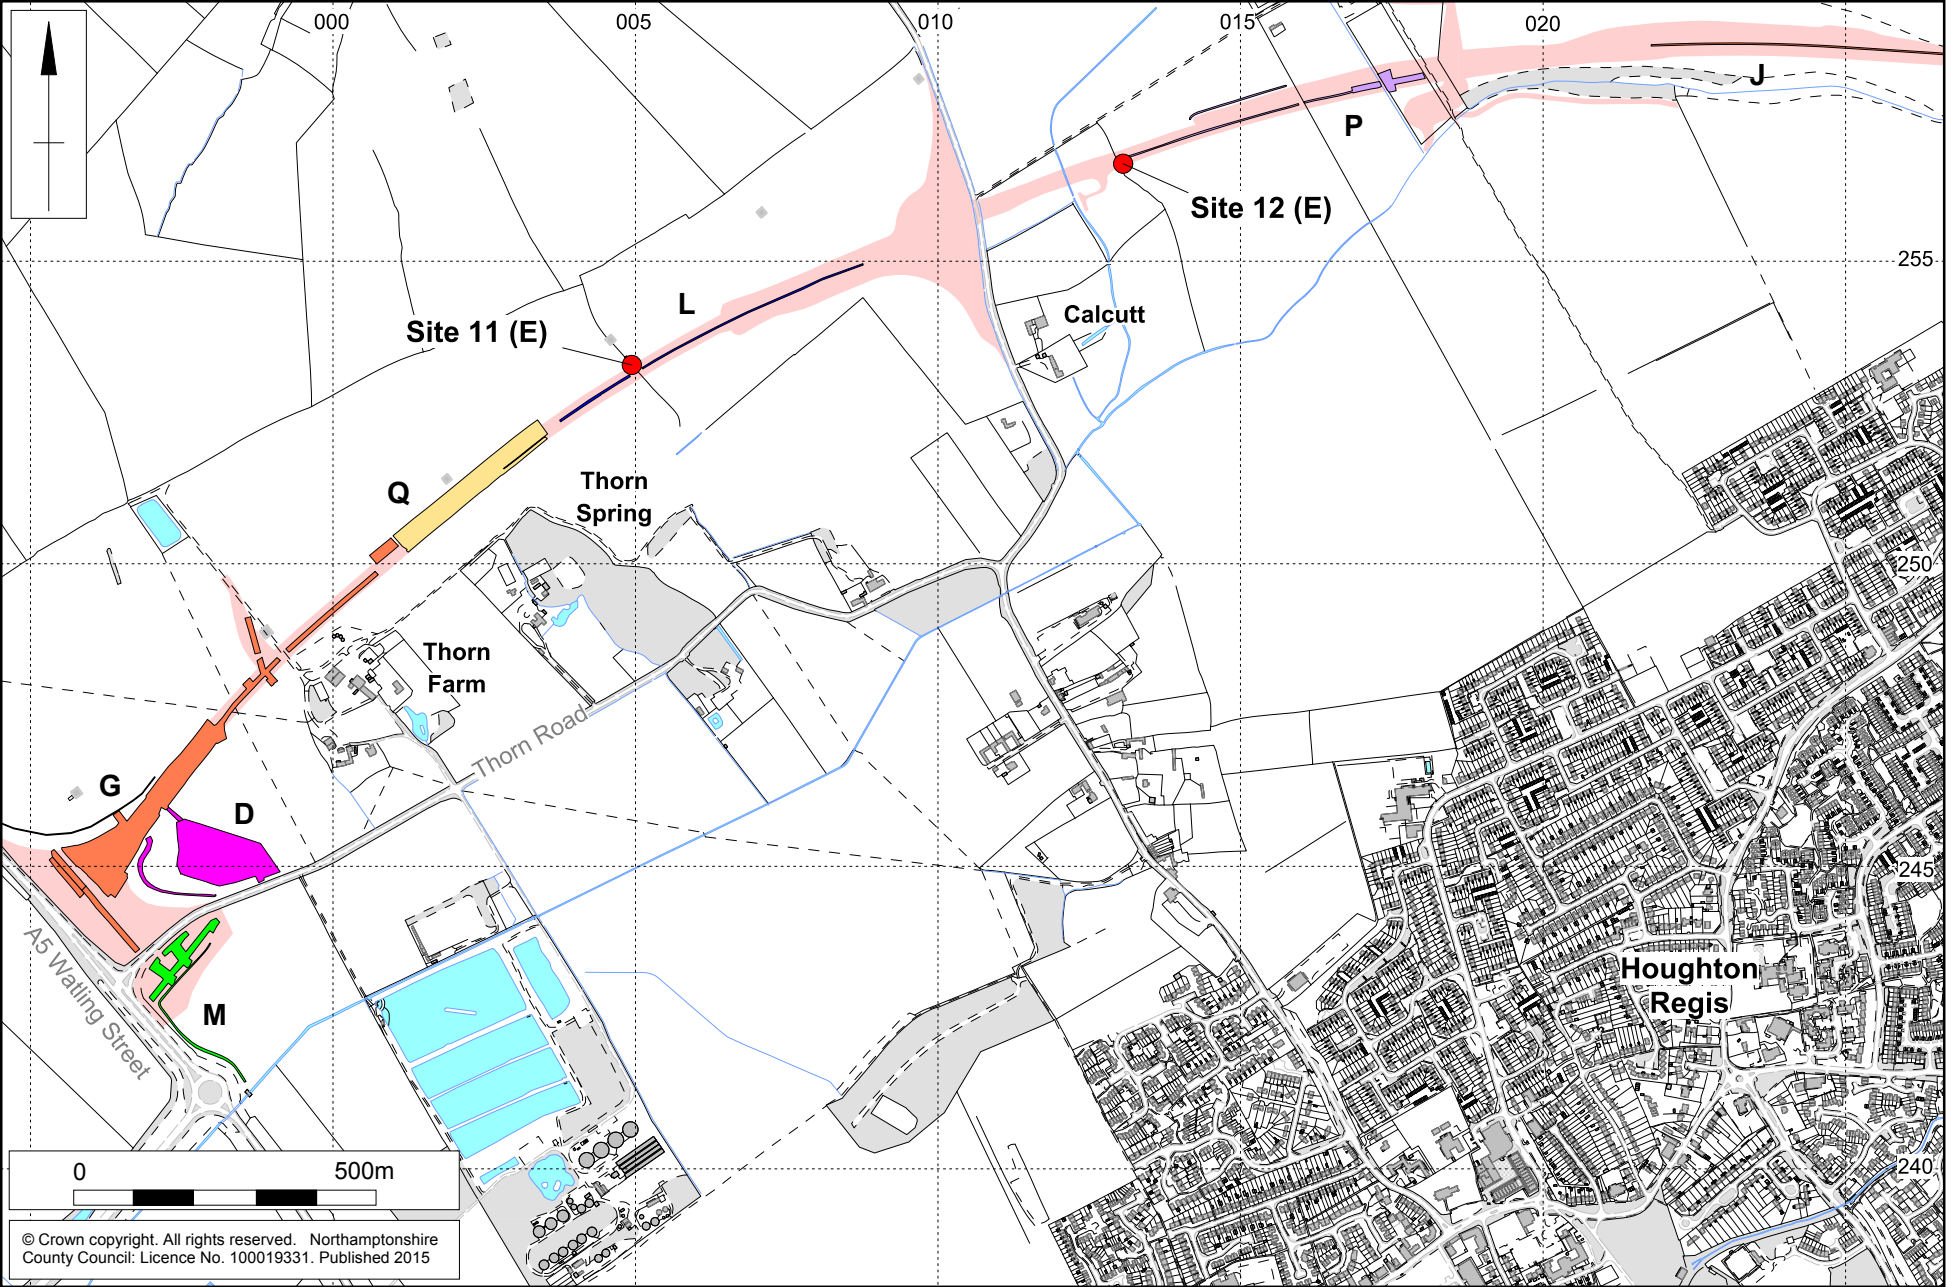 000
005
010
015
020
J
P
Site 12 (E)
255
L
Calcutt
Site 11 (E)
Thorn
Spring
Q
250
Thorn
Farm
Thorn Road
G
D
245
A5 Watling Street
Houghton
Regis
M
240
0 500m
© Crown copyright. All rights reserved. Northamptonshire
County Council: Licence No. 100019331. Published 2015